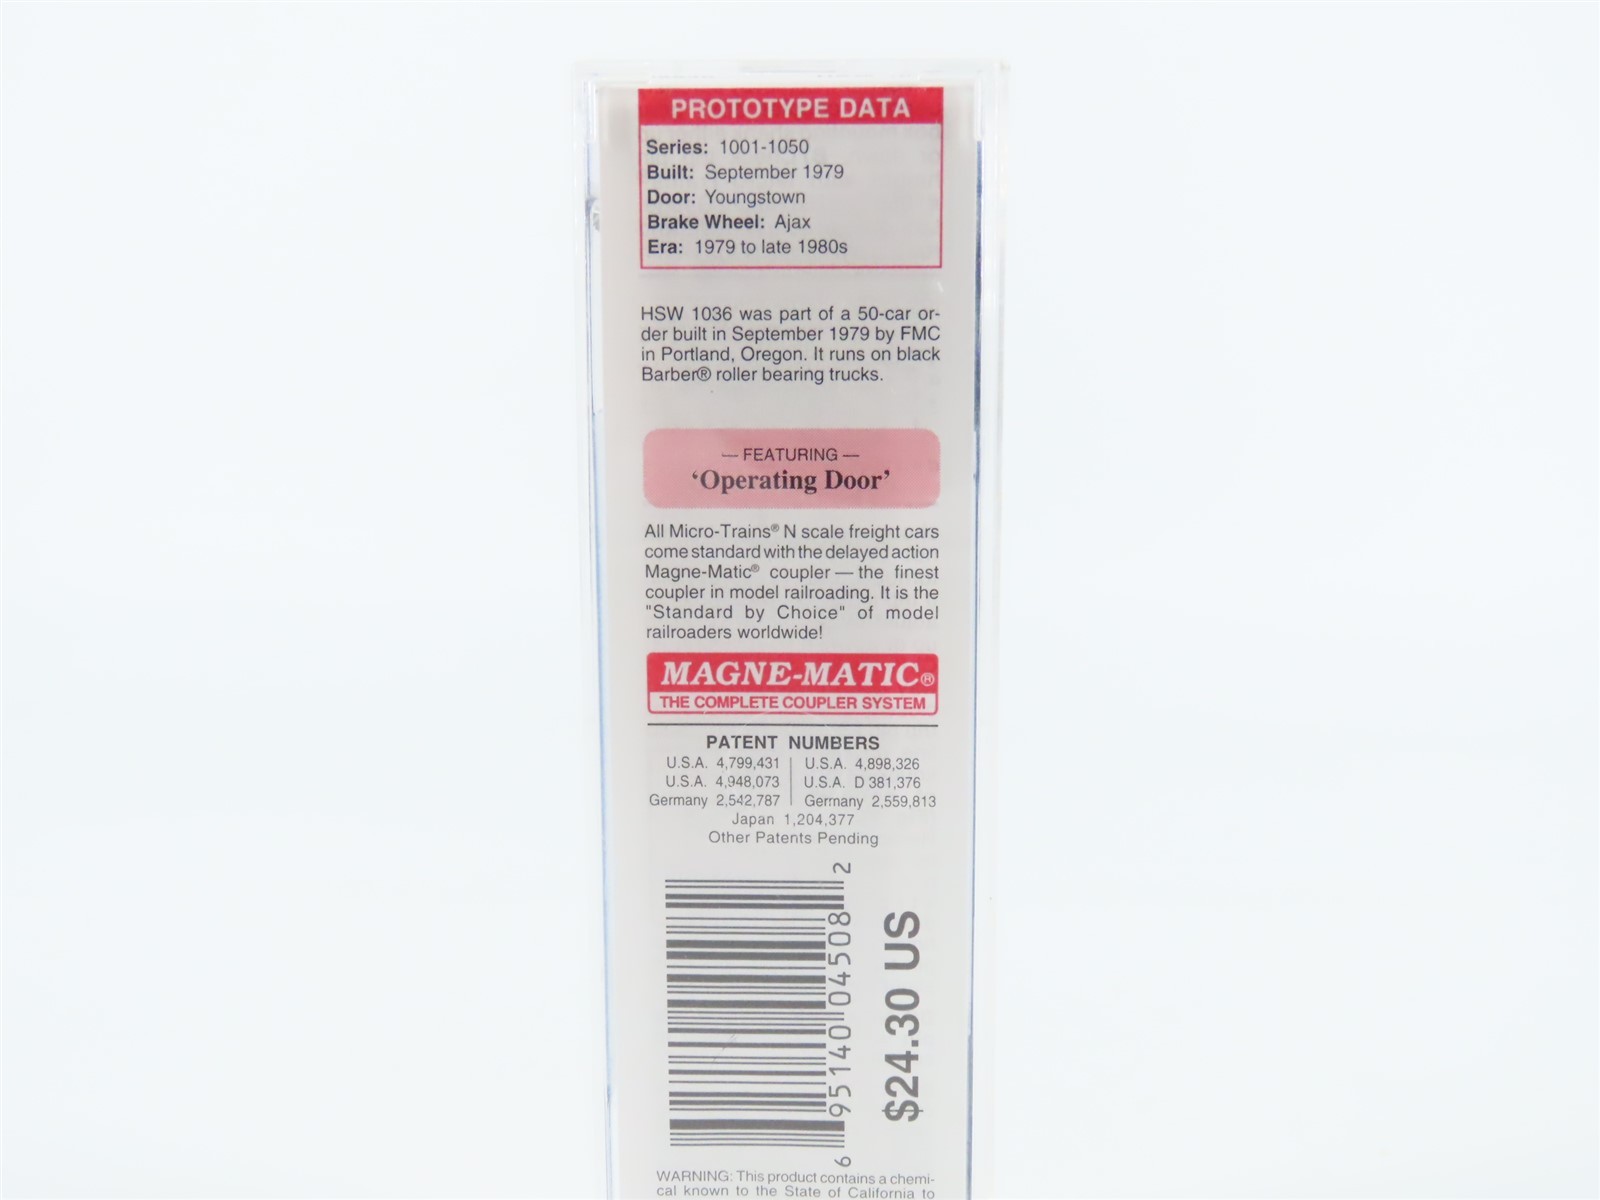 PROTOTYPE DATA
Series: 1001-1050
Built: September 1979
Door: Youngstown
Brake Wheel: Ajax
Era: 1979 to late 1980s
HSW 1036 was part of a 50-car or-
der built in September 1979 by FMC
in Portland, Oregon. It runs on black
Barber® roller bearing trucks.
— FEATURING —
‘Operating Door’
All Micro-Trains® N scale freight cars
come standard with the delayed action
Magne-Matic® coupler — the finest
coupler in model railroading. It is the
"Standard by Choice" of model
railroaders worldwide!
MAGNE-MATIC®
THE COMPLETE COUPLER SYSTEM
PATENT NUMBERS
U.S.A. 4,799,431 | U.S.A. 4,898,326
U.S.A. 4,948,073 | U.S.A. D 381,376
Germany 2,542,787 | Germany 2,559,813
Japan 1,204,377
Other Patents Pending
6 95140 04508 2
$24.30 US
WARNING: This product contains a chemi-
cal known to the State of California to